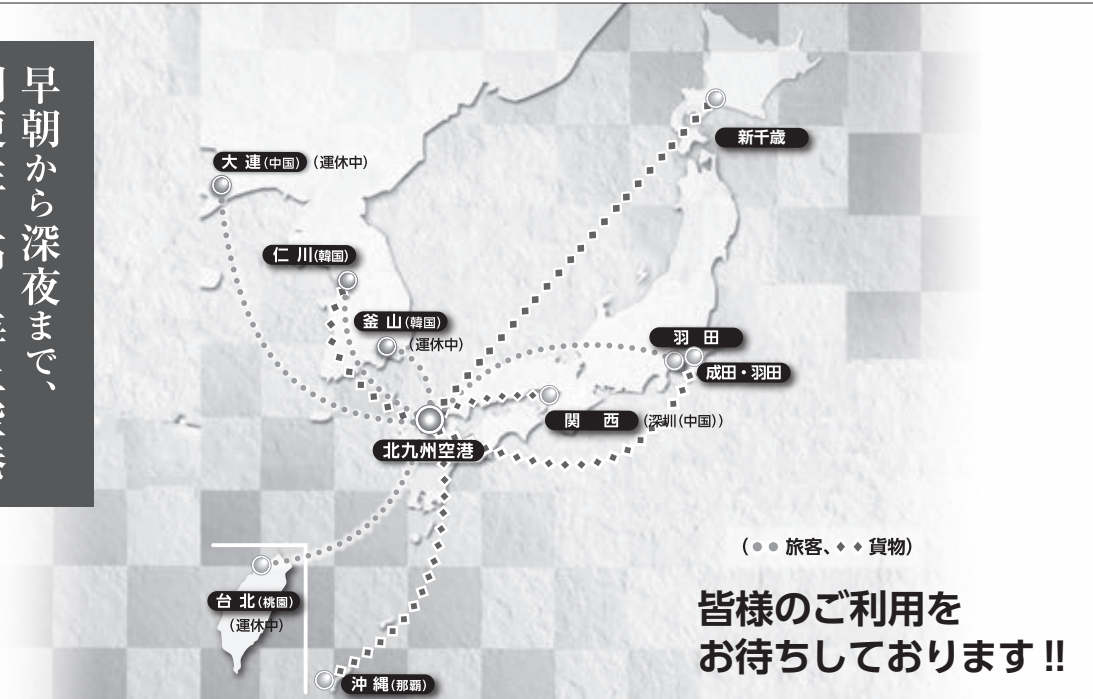 早朝から深夜まで、
大連(中国)(運休中)
新千歳
仁川(韓国)
釜山(韓国)
(運休中)
羽田
成田・羽田
関西(深圳(中国))
北九州空港
(●●旅客、◆◆貨物)
台北(桃園)
(運休中)
沖縄(那覇)
皆様のご利用を
お待ちしております!!